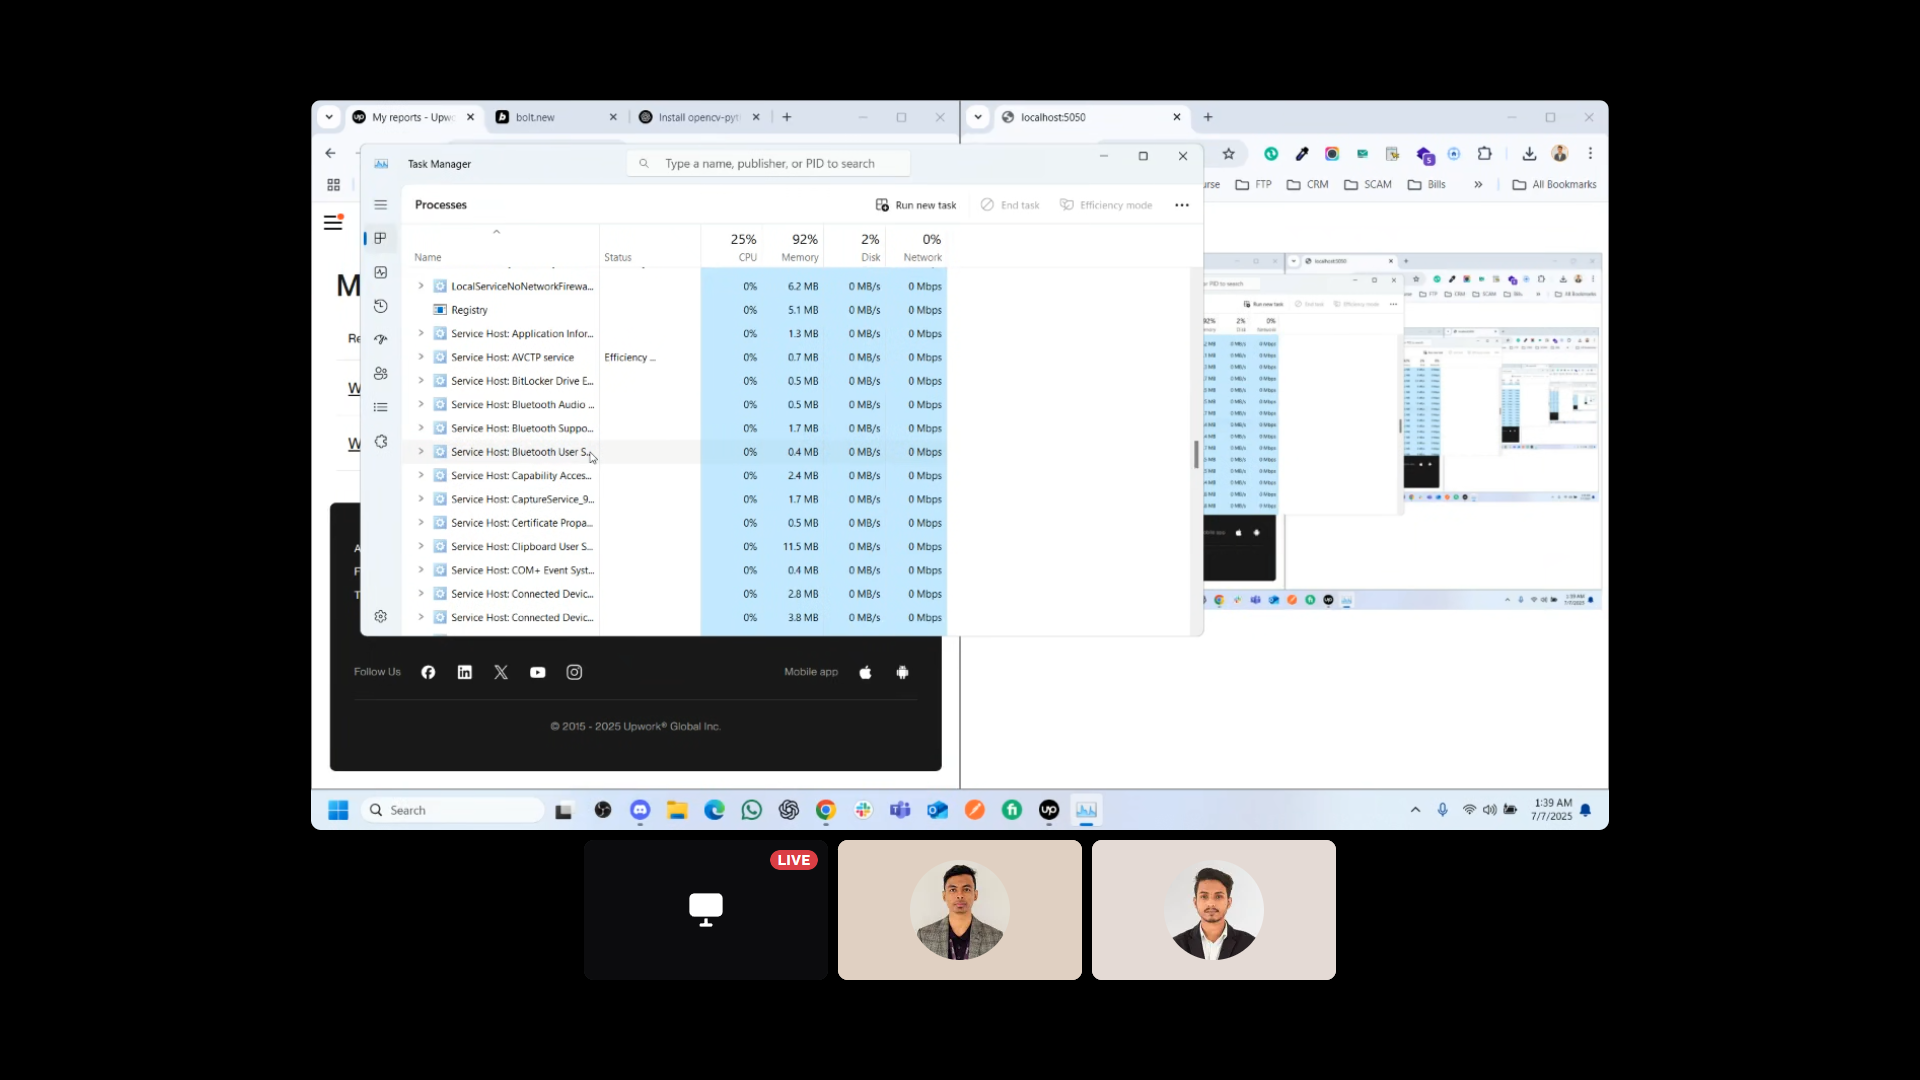 My reports - Upwo
bolt.new
Install opencv-pyt
localhost:5050
Task Manager
Type a name, publisher, or PID to search
FTP
CRM
SCAM
Bills
All Bookmarks
Processes
Run new task
End task
Efficiency mode
25%
92%
2%
0%
Name
Status
CPU
Memory
Disk
Network
LocalServiceNoNetworkFirewa... 0% 6.2 MB 0 MB/s 0 Mbps
Registry 0% 5.1 MB 0 MB/s 0 Mbps
Service Host: Application Infor... 0% 1.3 MB 0 MB/s 0 Mbps
Service Host: AVCTP service Efficiency ... 0% 0.7 MB 0 MB/s 0 Mbps
Service Host: BitLocker Drive E... 0% 0.5 MB 0 MB/s 0 Mbps
Service Host: Bluetooth Audio ... 0% 0.5 MB 0 MB/s 0 Mbps
Service Host: Bluetooth Suppo... 0% 1.7 MB 0 MB/s 0 Mbps
Service Host: Bluetooth User S... 0% 0.4 MB 0 MB/s 0 Mbps
Service Host: Capability Acces... 0% 2.4 MB 0 MB/s 0 Mbps
Service Host: CaptureService_9... 0% 1.7 MB 0 MB/s 0 Mbps
Service Host: Certificate Propa... 0% 0.5 MB 0 MB/s 0 Mbps
Service Host: Clipboard User S... 0% 11.5 MB 0 MB/s 0 Mbps
Service Host: COM+ Event Syst... 0% 0.4 MB 0 MB/s 0 Mbps
Service Host: Connected Devic... 0% 2.8 MB 0 MB/s 0 Mbps
Service Host: Connected Devic... 0% 3.8 MB 0 MB/s 0 Mbps
Follow Us
Mobile app
© 2015 - 2025 Upwork® Global Inc.
Search
1:39 AM
7/7/2025
LIVE